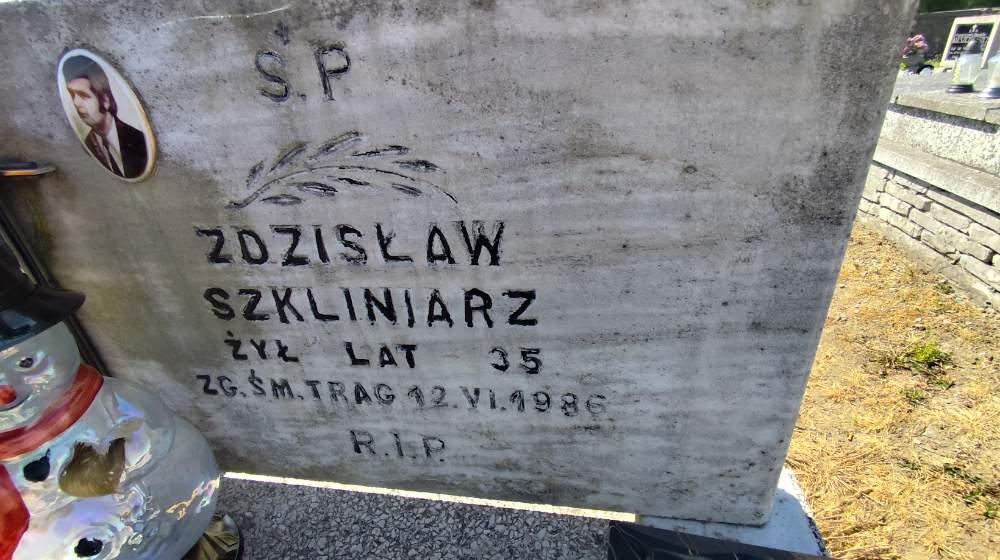 Ś.P
ZDZISŁAW
SZKLINIARZ
ŻYŁ LAT 35
ZG.ŚM.TRAG 12.VI.1986
R.I.P.